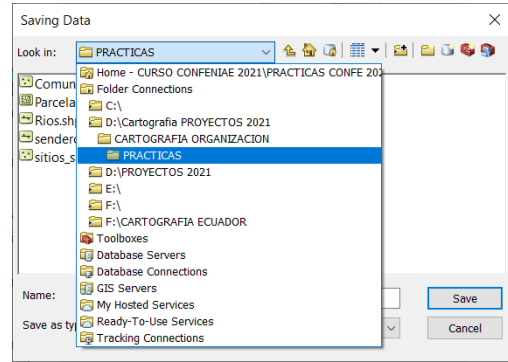 Saving Data
Look in: PRACTICAS
Home - CURSO CONFENIAE 2021\PRACTICAS CONFE 202
Folder Connections
C:\
D:\Cartografia PROYECTOS 2021
CARTOGRAFIA ORGANIZACION
PRACTICAS
D:\PROYECTOS 2021
E:\
F:\
F:\CARTOGRAFIA ECUADOR
Toolboxes
Database Servers
Database Connections
GIS Servers
My Hosted Services
Ready-To-Use Services
Tracking Connections
Comun
Parcela
Rios.sh
sender
sitios_s
Name:
Save
Save as ty
Cancel